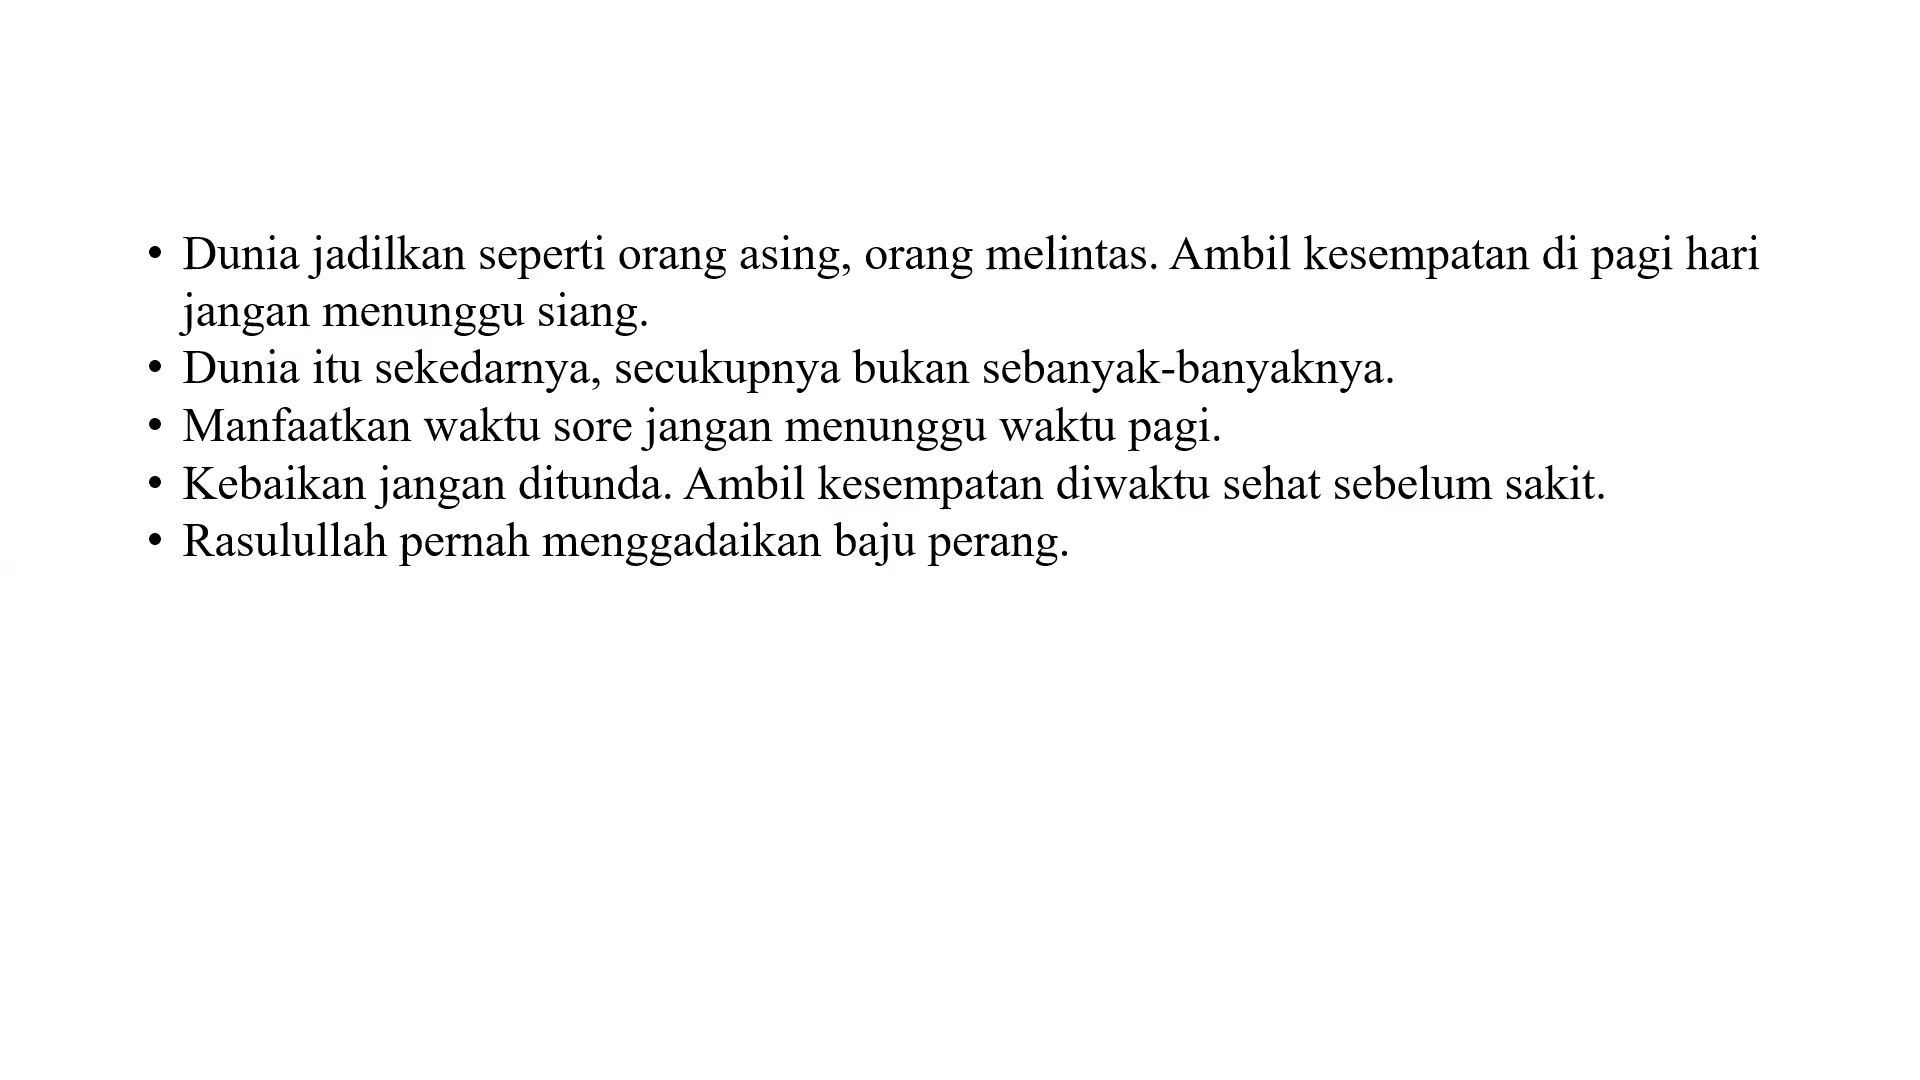 • Dunia jadilkan seperti orang asing, orang melintas. Ambil kesempatan di pagi hari
jangan menunggu siang.
• Dunia itu sekedarnya, secukupnya bukan sebanyak-banyaknya.
• Manfaatkan waktu sore jangan menunggu waktu pagi.
• Kebaikan jangan ditunda. Ambil kesempatan diwaktu sehat sebelum sakit.
• Rasulullah pernah menggadaikan baju perang.